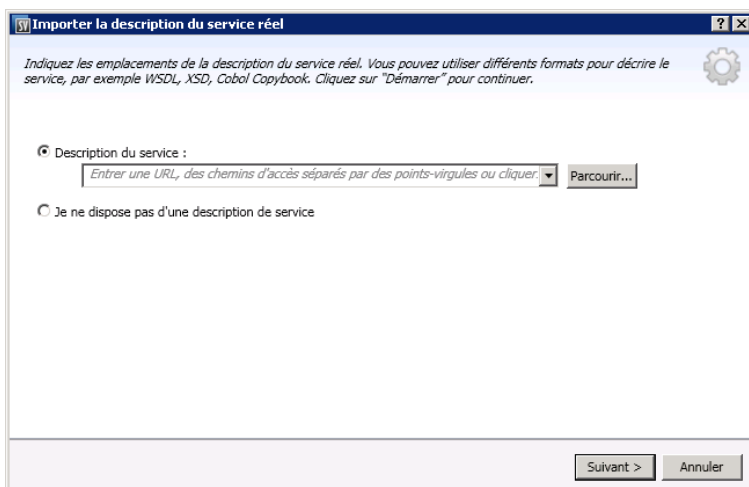 SV Importer la description du service réel
Indiquez les emplacements de la description du service réel. Vous pouvez utiliser différents formats pour décrire le
service, par exemple WSDL, XSD, Cobol Copybook. Cliquez sur "Démarrer" pour continuer.
Description du service :
Entrer une URL, des chemins d'accès séparés par des points-virgules ou cliquer. Parcourir...
Je ne dispose pas d'une description de service
Suivant > Annuler